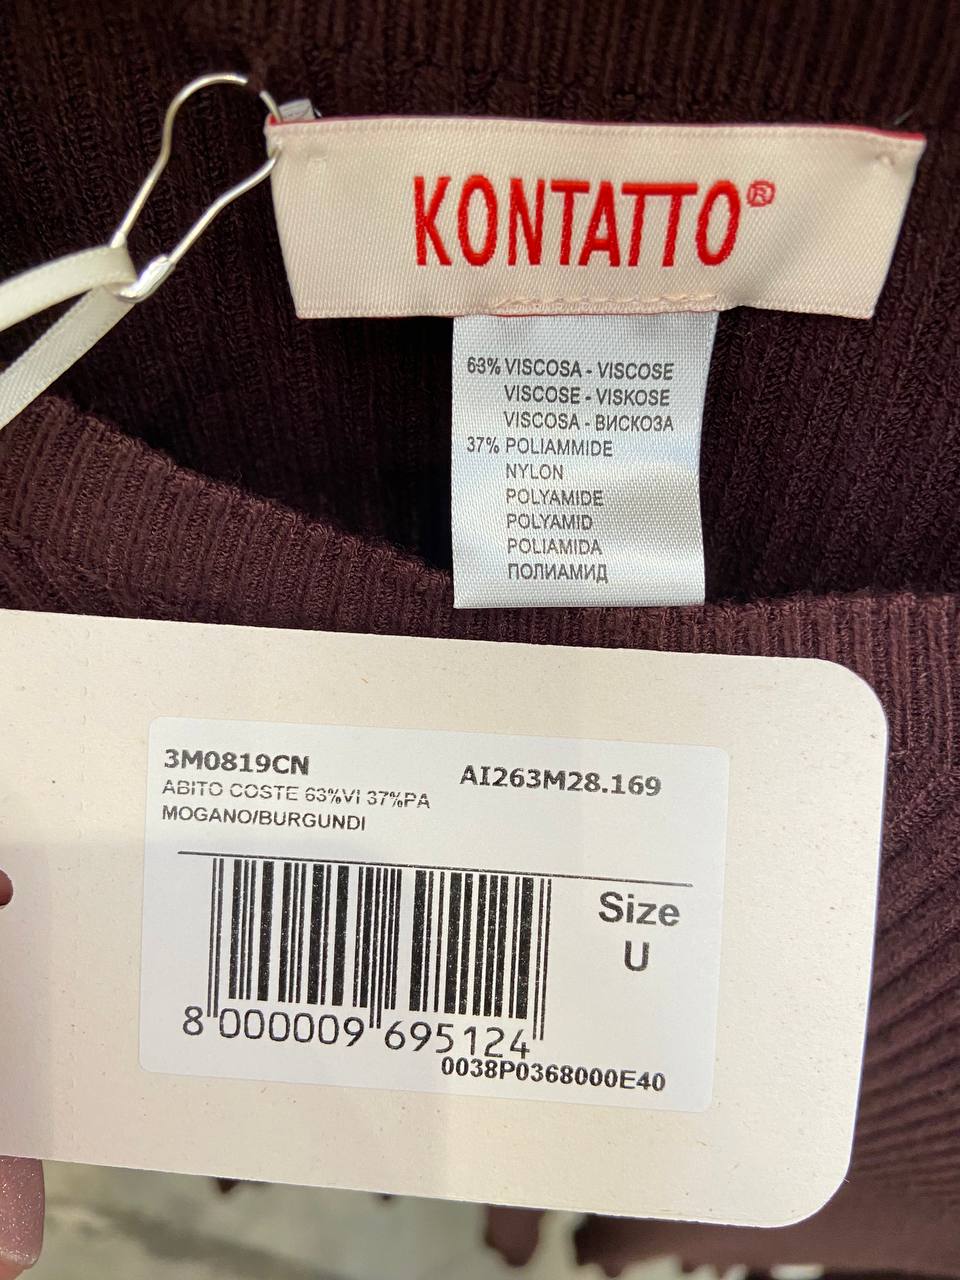 KONTATTO®
63% VISCOSA - VISCOSE
VISCOSE - VISKOSE
VISCOSA - ВИСКОЗА
37% POLIAMMIDE
NYLON
POLYAMIDE
POLYAMID
POLIAMIDA
ПОЛИАМИД
3M0819CN AI263M28.169
ABITO COSTE 63%VI 37%PA
MOGANO/BURGUNDI
Size
U
8 000009 695124
0038P0368000E40